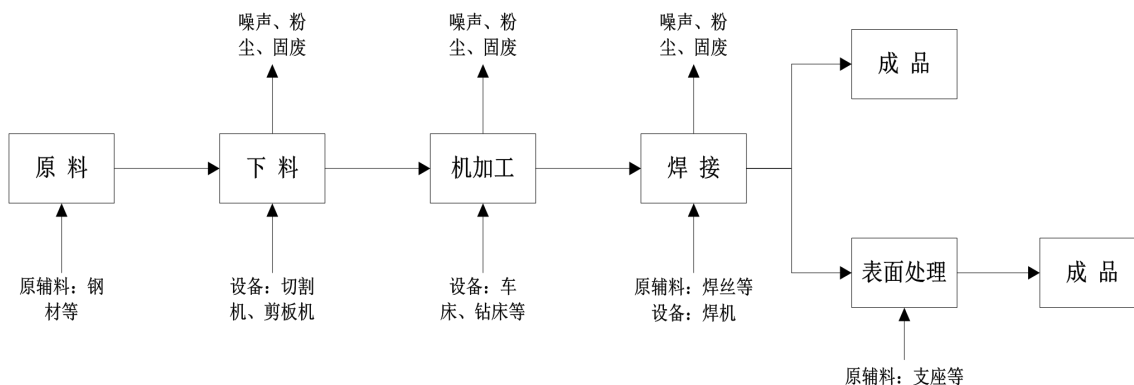 噪声、粉
尘、固废
噪声、粉
尘、固废
噪声、粉
尘、固废
成 品
原 料
下 料
机加工
焊 接
表面处理
成 品
原辅料：钢
材等
设备：切割
机、剪板机
设备：车
床、钻床等
原辅料：焊丝等
设备：焊机
原辅料：支座等